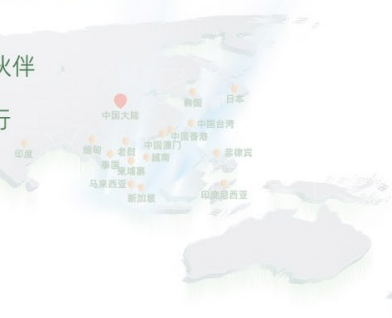 伙伴
行
韩国
日本
中国大陆
中国台湾
中国香港
中国澳门
印度
缅甸
老挝
越南
菲律宾
泰国
柬埔寨
马来西亚
新加坡
印度尼西亚